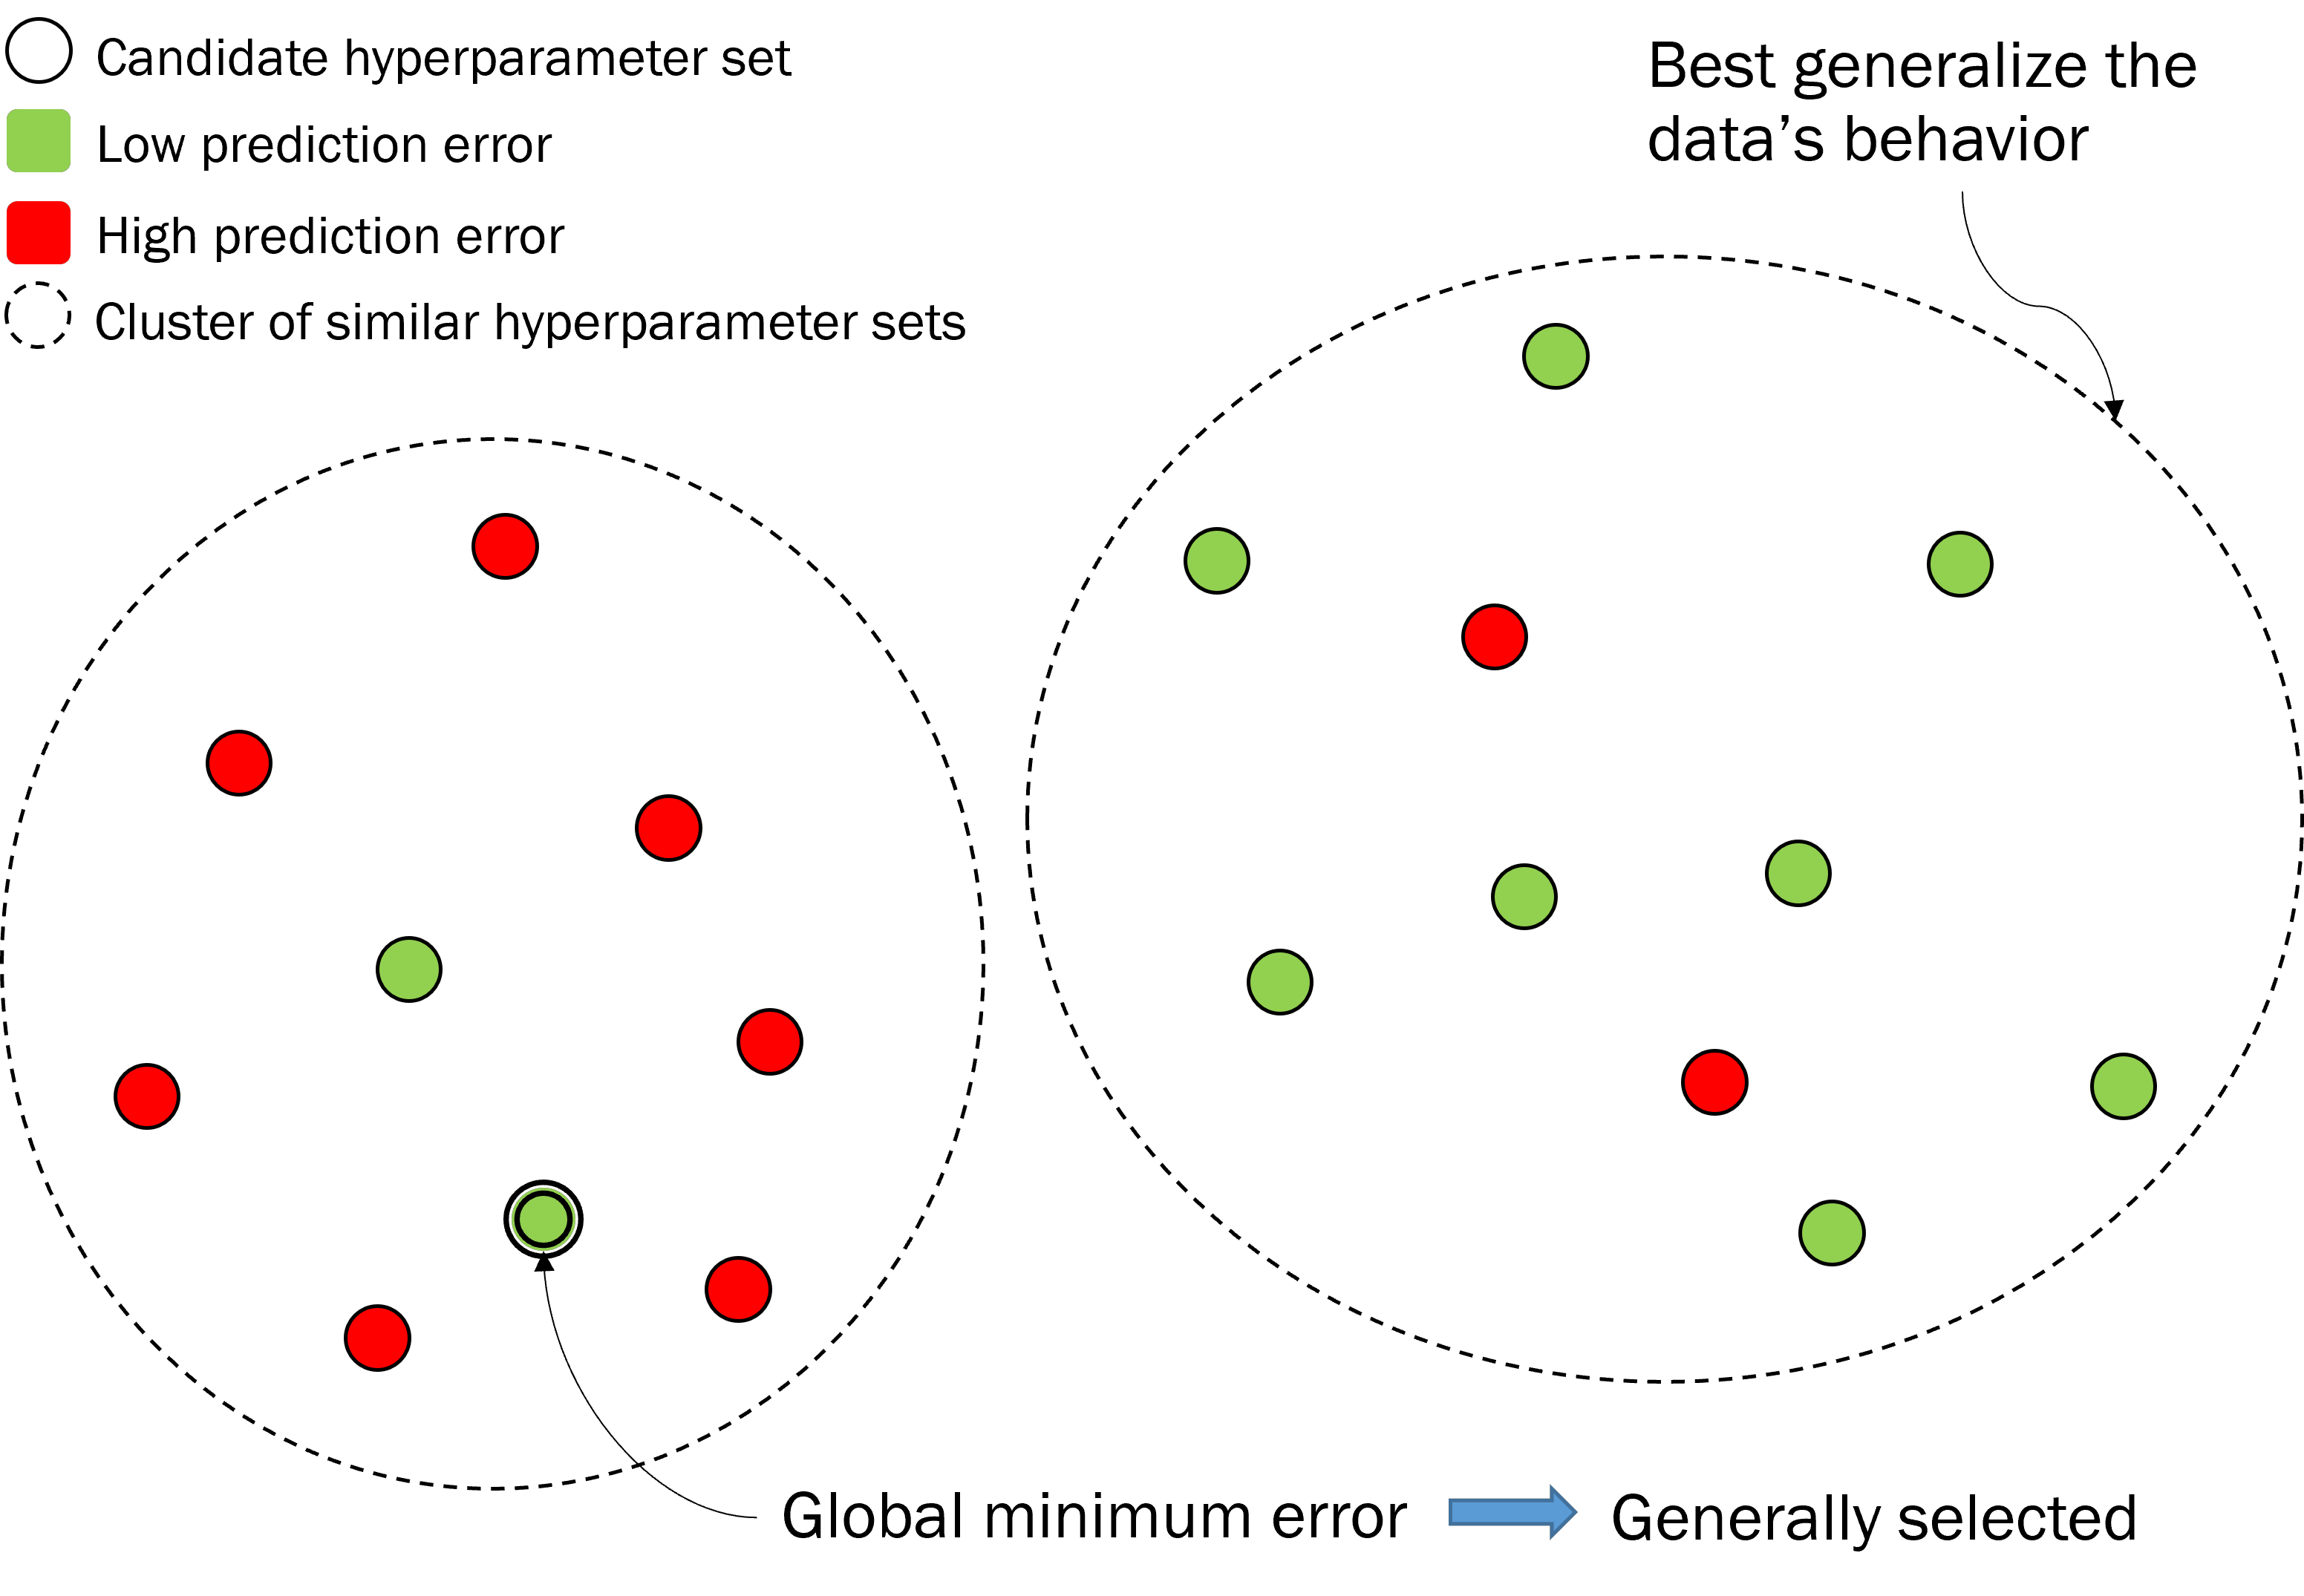 Candidate hyperparameter set
Low prediction error
High prediction error
Cluster of similar hyperparameter sets
Best generalize the
data’s behavior
Global minimum error
Generally selected